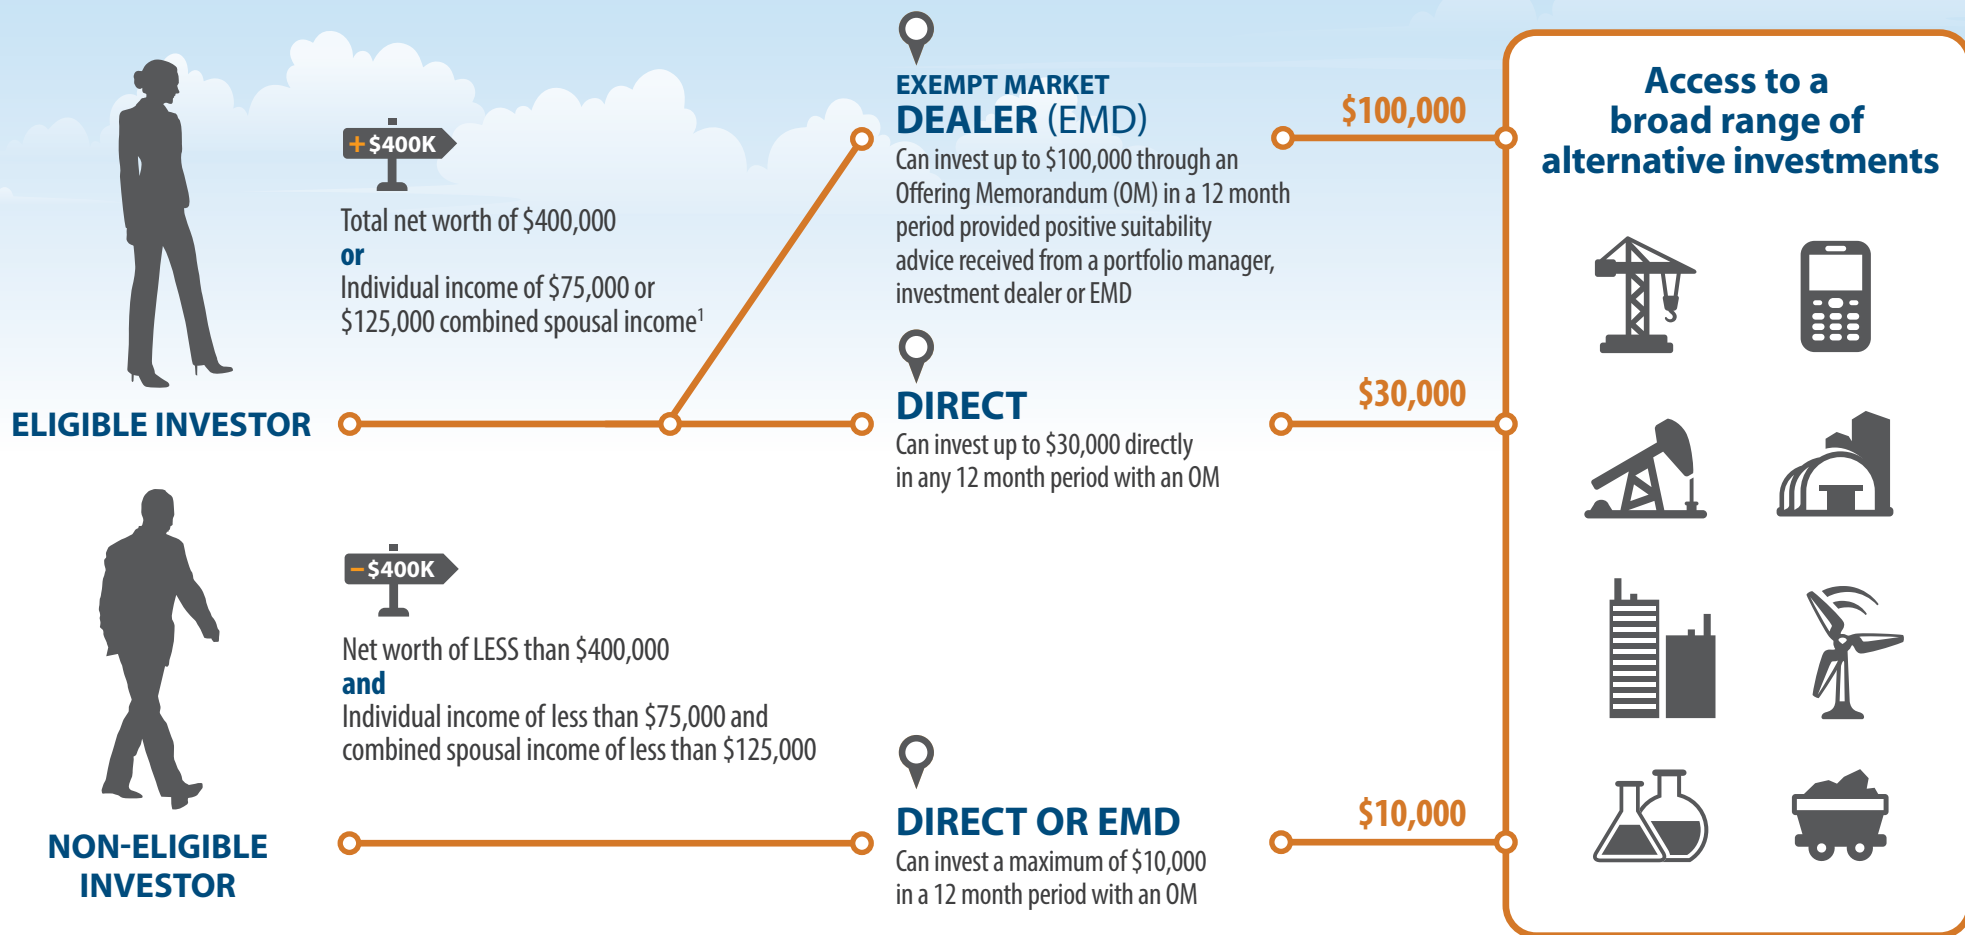 +$400K
Total net worth of $400,000
or
Individual income of $75,000 or
$125,000 combined spousal income¹
ELIGIBLE INVESTOR
EXEMPT MARKET
DEALER (EMD)
Can invest up to $100,000 through an
Offering Memorandum (OM) in a 12 month
period provided positive suitability
advice received from a portfolio manager,
investment dealer or EMD
$100,000
DIRECT
Can invest up to $30,000 directly
in any 12 month period with an OM
$30,000
-$400K
Net worth of LESS than $400,000
and
Individual income of less than $75,000 and
combined spousal income of less than $125,000
NON-ELIGIBLE
INVESTOR
DIRECT OR EMD
Can invest a maximum of $10,000
in a 12 month period with an OM
$10,000
Access to a
broad range of
alternative investments